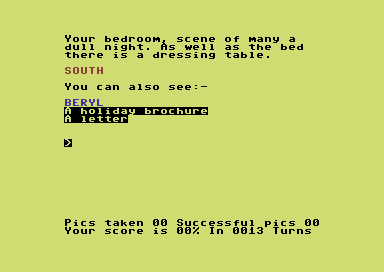 Your bedroom, scene of many a
dull night. As well as the bed
there is a dressing table.
SOUTH
You can also see:-
BERYL
A holiday brochure
A letter
>
Pics taken 00 Successful pics 00
Your score is 00% In 0013 Turns